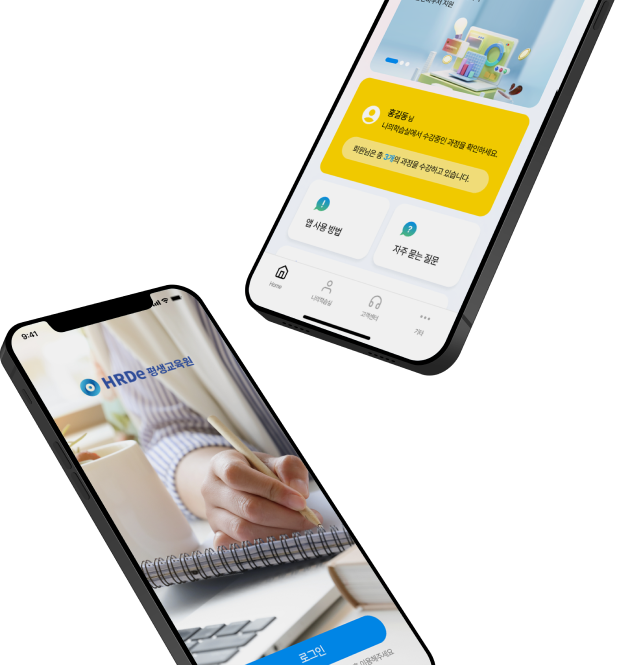 지원
홍길동 님
나의학습실에서 수강중인 과정을 확인하세요.
회원님은 총 3개의 과정을 수강하고 있습니다.
앱 사용 방법
자주 묻는 질문
Home
나의학습실
고객센터
기타
9:41
HRDe 평생교육원
로그인
이용해주세요